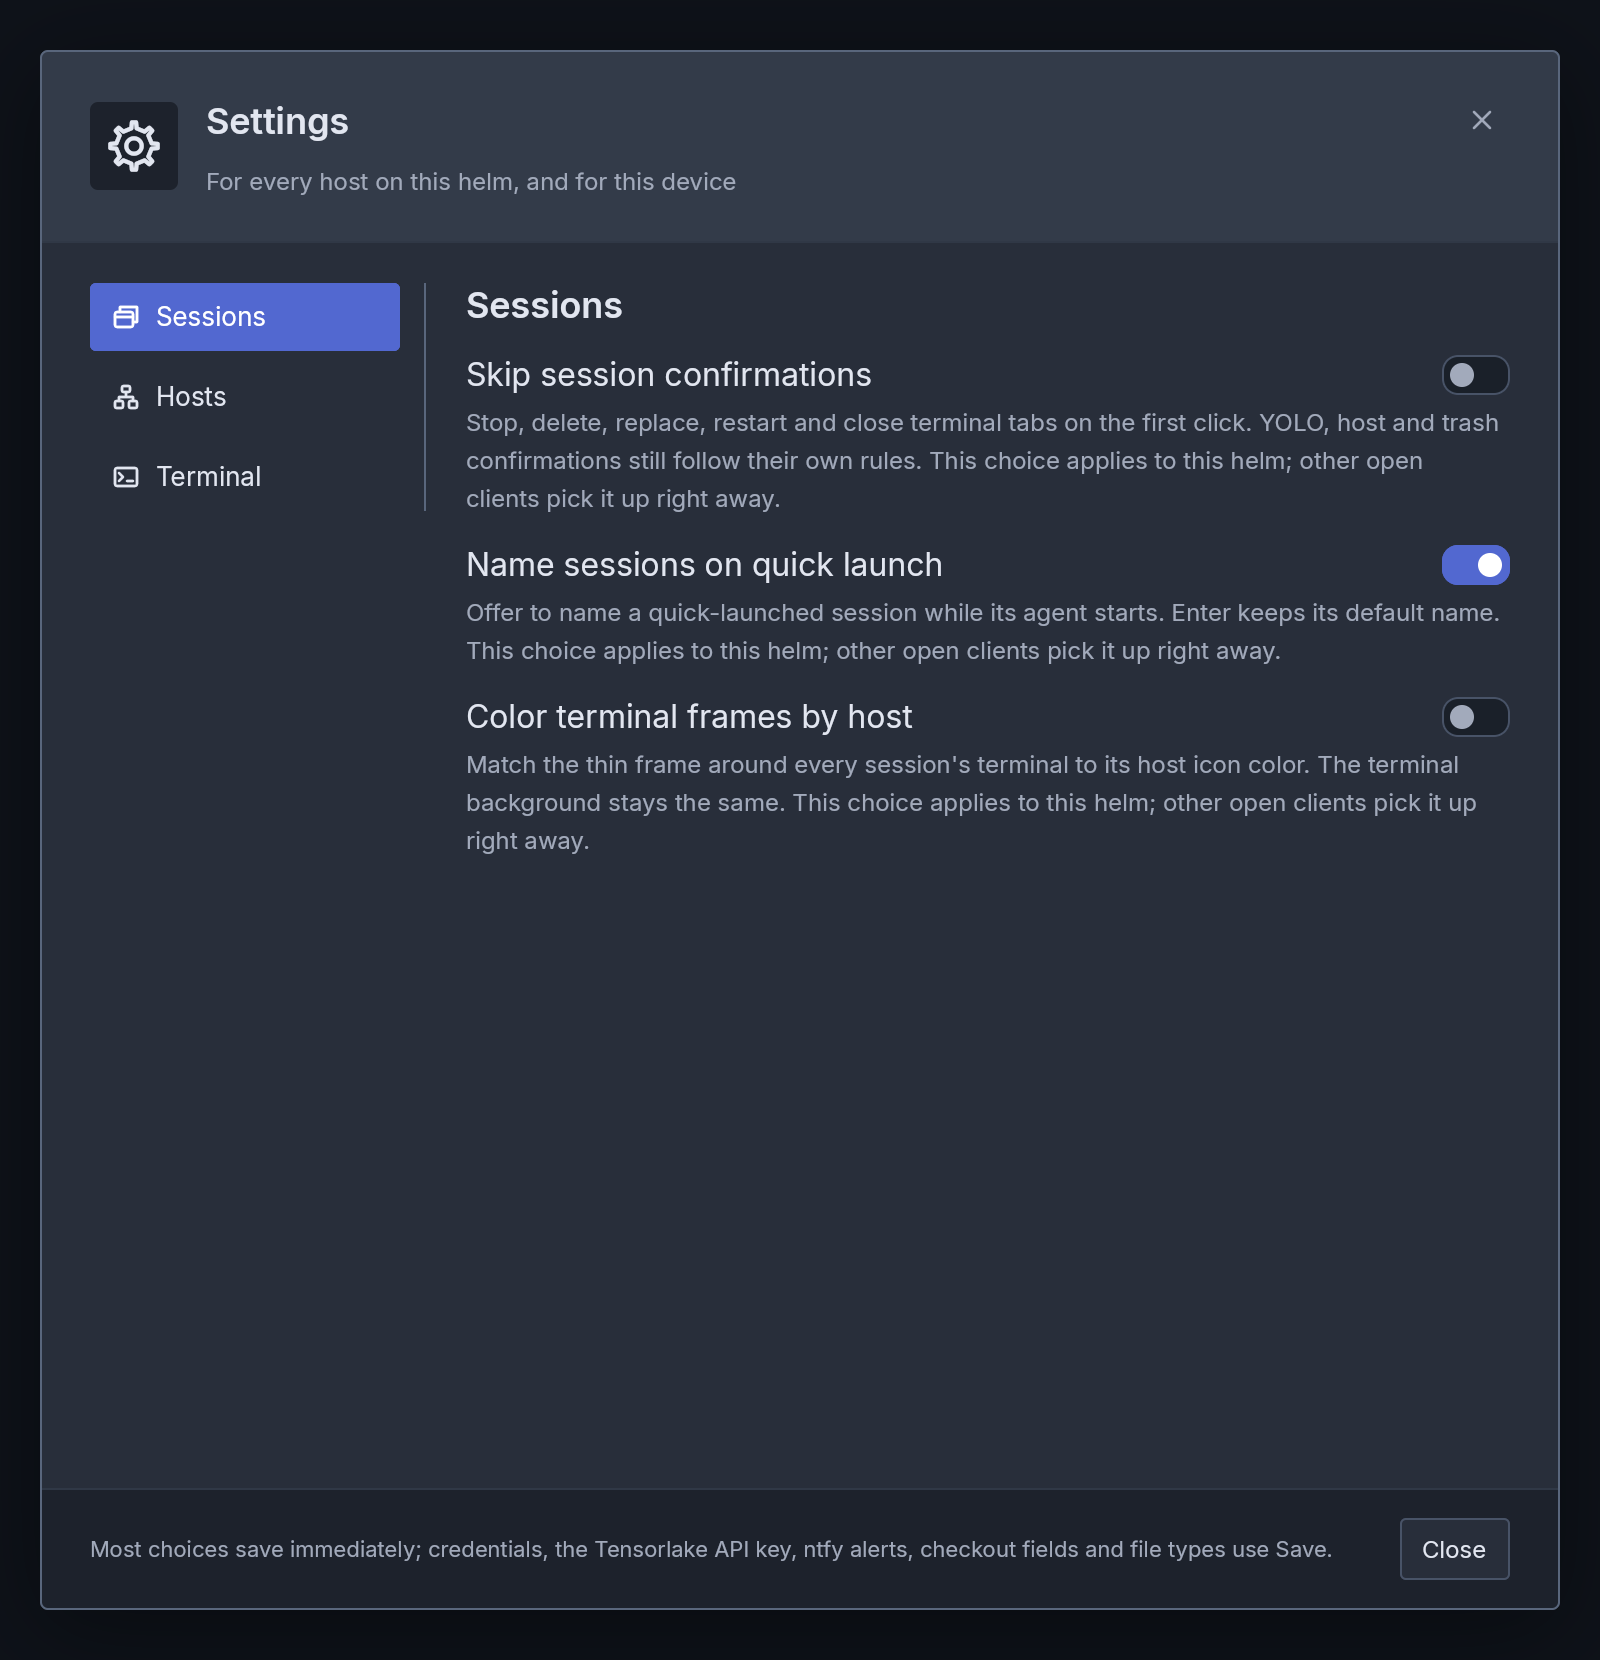 Settings
For every host on this helm, and for this device
Sessions
Hosts
Terminal
Sessions
Skip session confirmations
Stop, delete, replace, restart and close terminal tabs on the first click. YOLO, host and trash
confirmations still follow their own rules. This choice applies to this helm; other open
clients pick it up right away.
Name sessions on quick launch
Offer to name a quick-launched session while its agent starts. Enter keeps its default name.
This choice applies to this helm; other open clients pick it up right away.
Color terminal frames by host
Match the thin frame around every session's terminal to its host icon color. The terminal
background stays the same. This choice applies to this helm; other open clients pick it up
right away.
Most choices save immediately; credentials, the Tensorlake API key, ntfy alerts, checkout fields and file types use Save.
Close